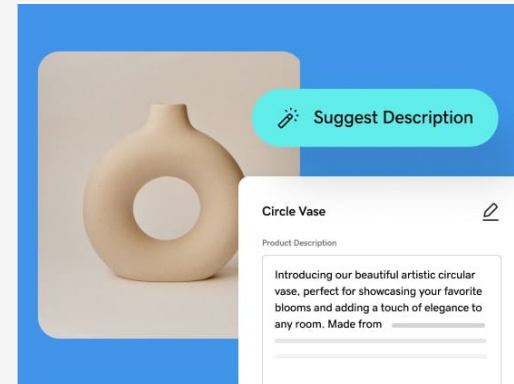 Suggest Description
Circle Vase
Product Description
Introducing our beautiful artistic circular
vase, perfect for showcasing your favorite
blooms and adding a touch of elegance to
any room. Made from